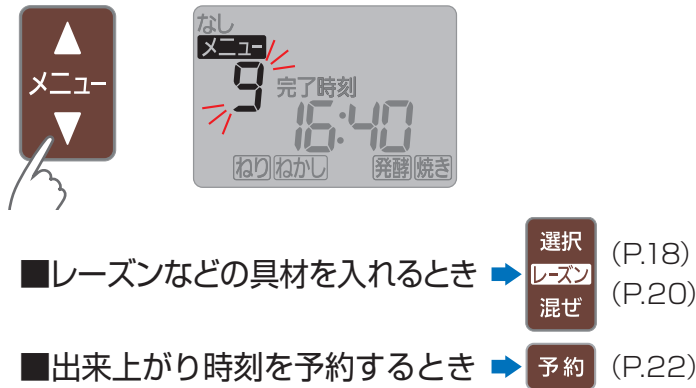 メニュー
なし
メニュー
9
完了時刻
16:40
ねり ねかし 発酵 焼き
■レーズンなどの具材を入れるとき ➡ 選択 レーズン 混ぜ (P.18) (P.20)
■出来上がり時刻を予約するとき ➡ 予約 (P.22)